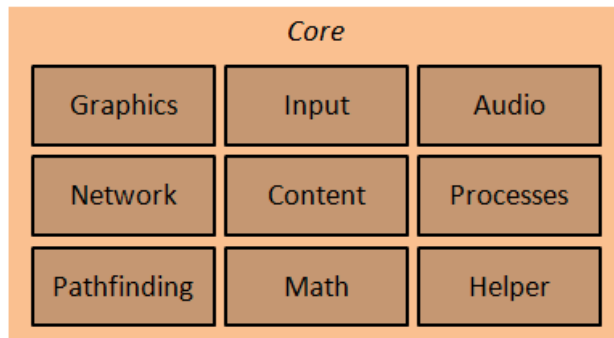 Core
Graphics Input Audio
Network Content Processes
Pathfinding Math Helper